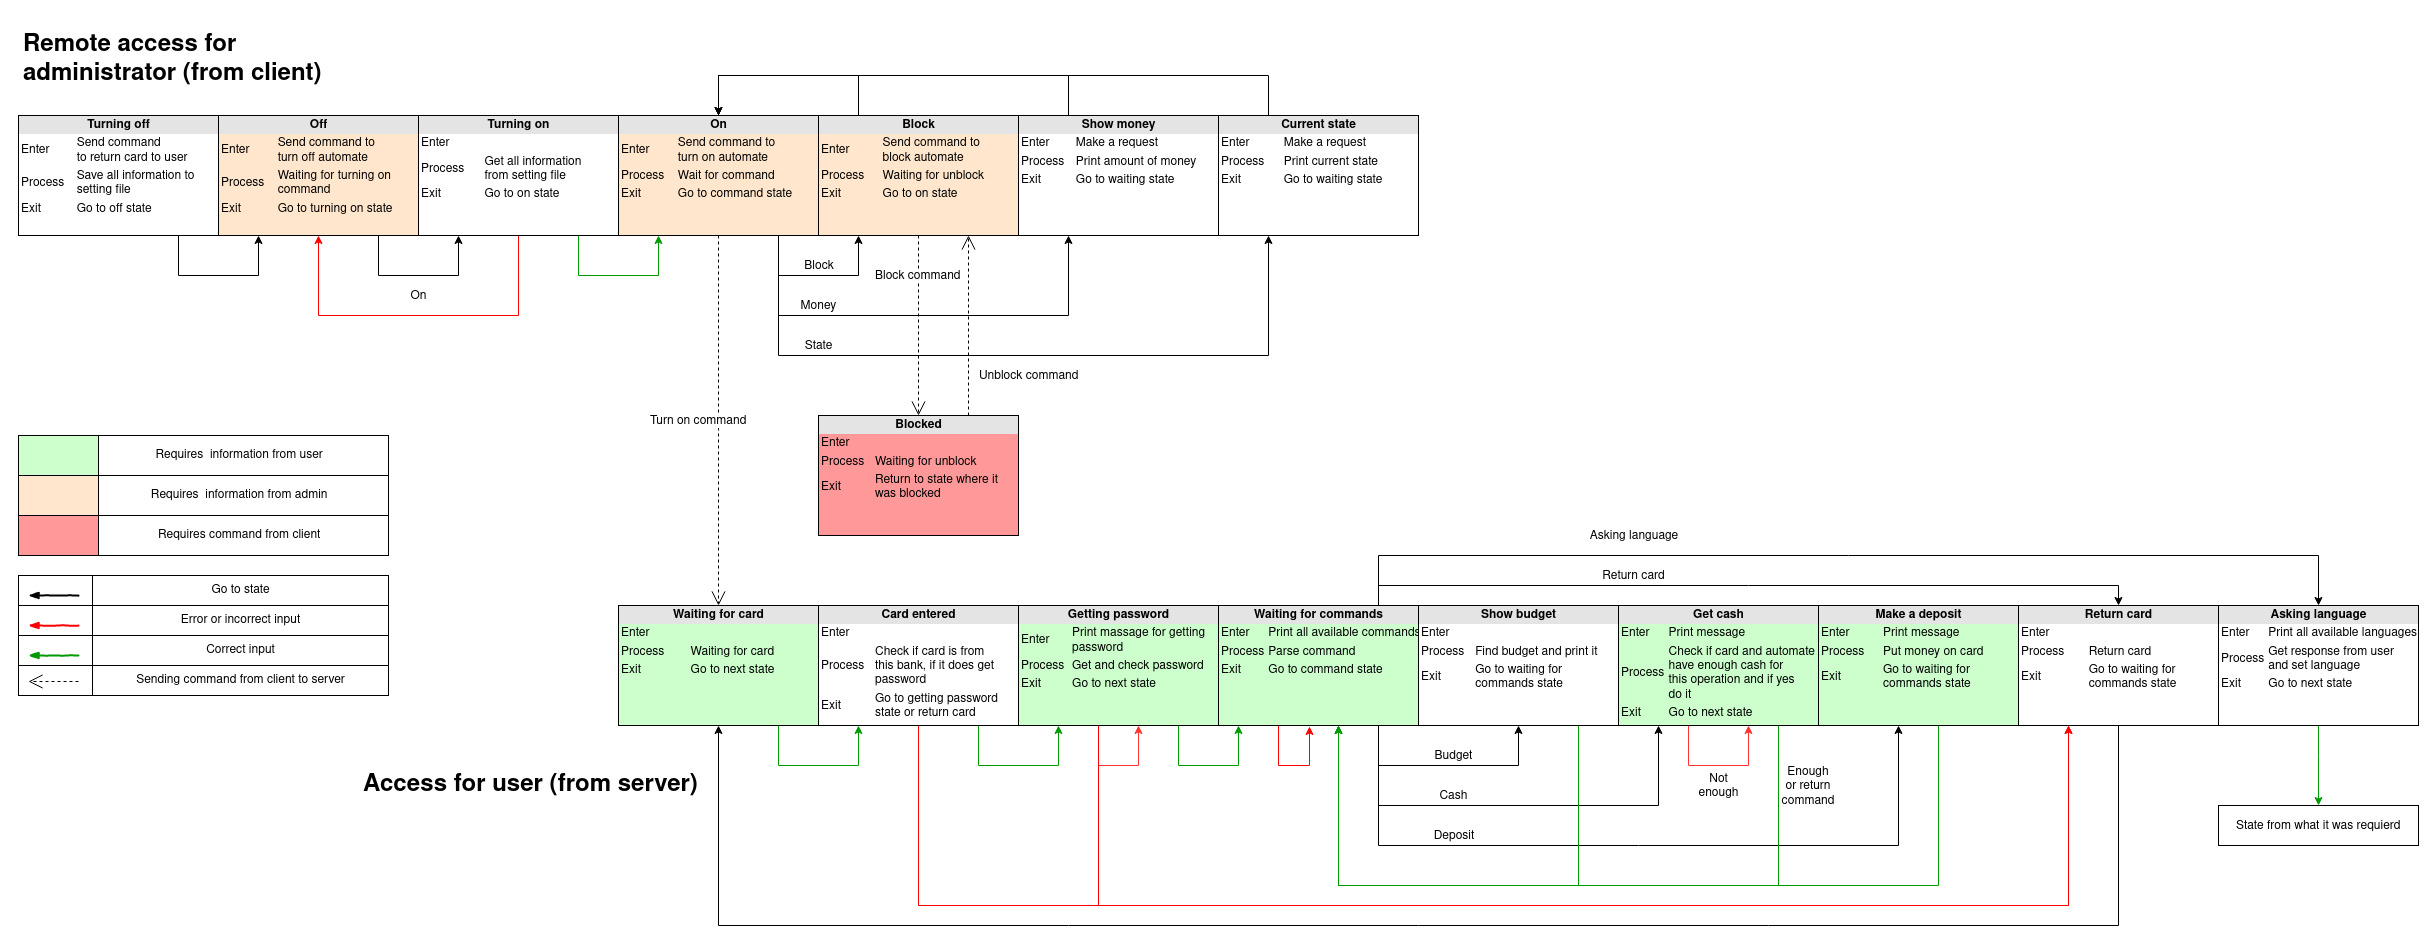 Remote access for
administrator (from client)
Turning off
Enter
Send command
to return card to user
Process
Save all information to
setting file
Exit
Go to off state
Off
Enter
Send command to
turn off automate
Process
Waiting for turning on
command
Exit
Go to turning on state
Turning on
Enter
Process
Get all information
from setting file
Exit
Go to on state
On
Enter
Send command to
turn on automate
Process
Wait for command
Exit
Go to command state
Block
Enter
Send command to
block automate
Process
Waiting for unblock
Exit
Go to on state
Show money
Enter
Make a request
Process
Print amount of money
Exit
Go to waiting state
Current state
Enter
Make a request
Process
Print current state
Exit
Go to waiting state
On
Block
Block command
Money
State
Unblock command
Turn on command
Blocked
Enter
Process
Waiting for unblock
Exit
Return to state where it
was blocked
Requires information from user
Requires information from admin
Requires command from client
Go to state
Error or incorrect input
Correct input
Sending command from client to server
Asking language
Return card
Waiting for card
Enter
Process
Waiting for card
Exit
Go to next state
Card entered
Enter
Process
Check if card is from
this bank, if it does get
password
Exit
Go to getting password
state or return card
Getting password
Enter
Print massage for getting
password
Process
Get and check password
Exit
Go to next state
Waiting for commands
Enter
Print all available commands
Process
Parse command
Exit
Go to command state
Show budget
Enter
Process
Find budget and print it
Exit
Go to waiting for
commands state
Get cash
Enter
Print message
Process
Check if card and automate
have enough cash for
this operation and if yes
do it
Exit
Go to next state
Make a deposit
Enter
Print message
Process
Put money on card
Exit
Go to waiting for
commands state
Return card
Enter
Process
Return card
Exit
Go to waiting for
commands state
Asking language
Enter
Print all available languages
Process
Get response from user
and set language
Exit
Go to next state
Access for user (from server)
Budget
Cash
Deposit
Not
enough
Enough
or return
command
State from what it was requierd